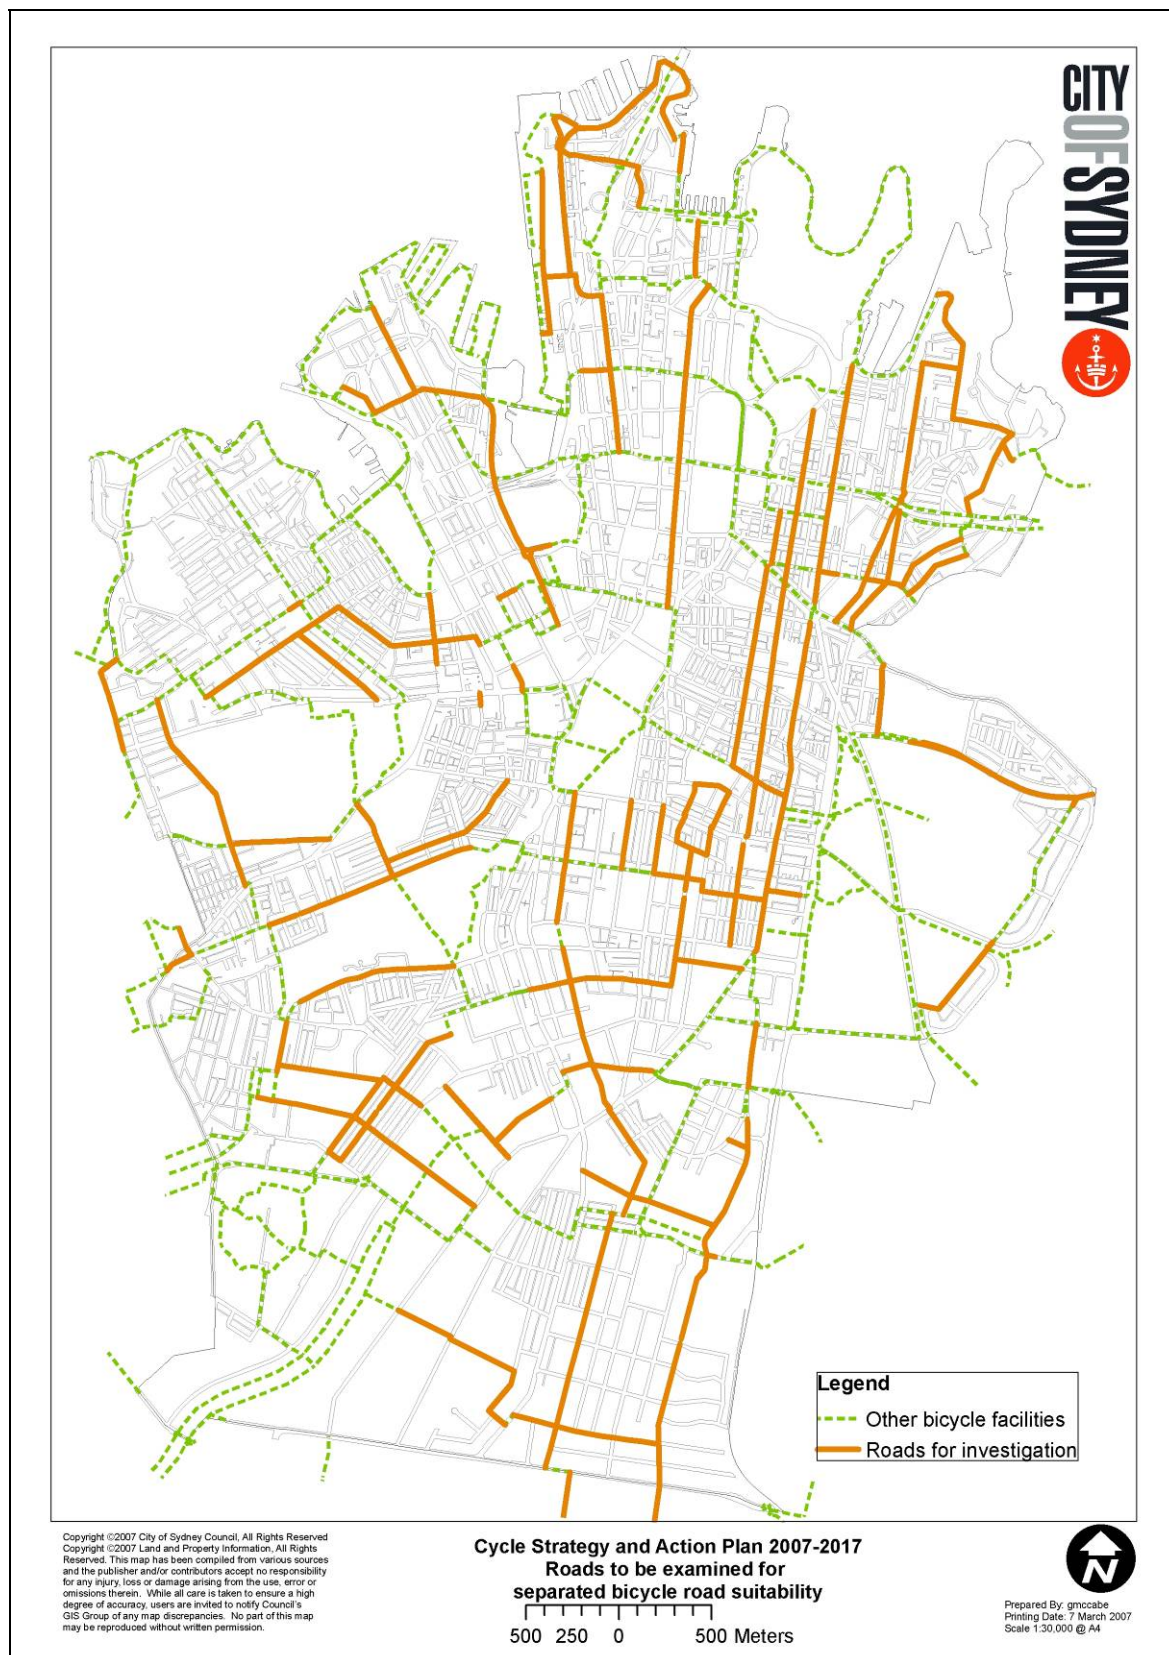 CITY OF SYDNEY
Legend
Other bicycle facilities
Roads for investigation
Copyright ©2007 City of Sydney Council, All Rights Reserved
Copyright ©2007 Land and Property Information, All Rights
Reserved. This map has been compiled from various sources
and the publisher and/or contributors accept no responsibility
for any injury, loss or damage arising from the use, error or
omissions therein. While all care is taken to ensure a high
degree of accuracy, users are invited to notify Council's
GIS Group of any map discrepancies. No part of this map
may be reproduced without written permission.
Cycle Strategy and Action Plan 2007-2017
Roads to be examined for
separated bicycle road suitability
500 250 0 500 Meters
N
Prepared By: gmccabe
Printing Date: 7 March 2007
Scale 1:30,000 @ A4